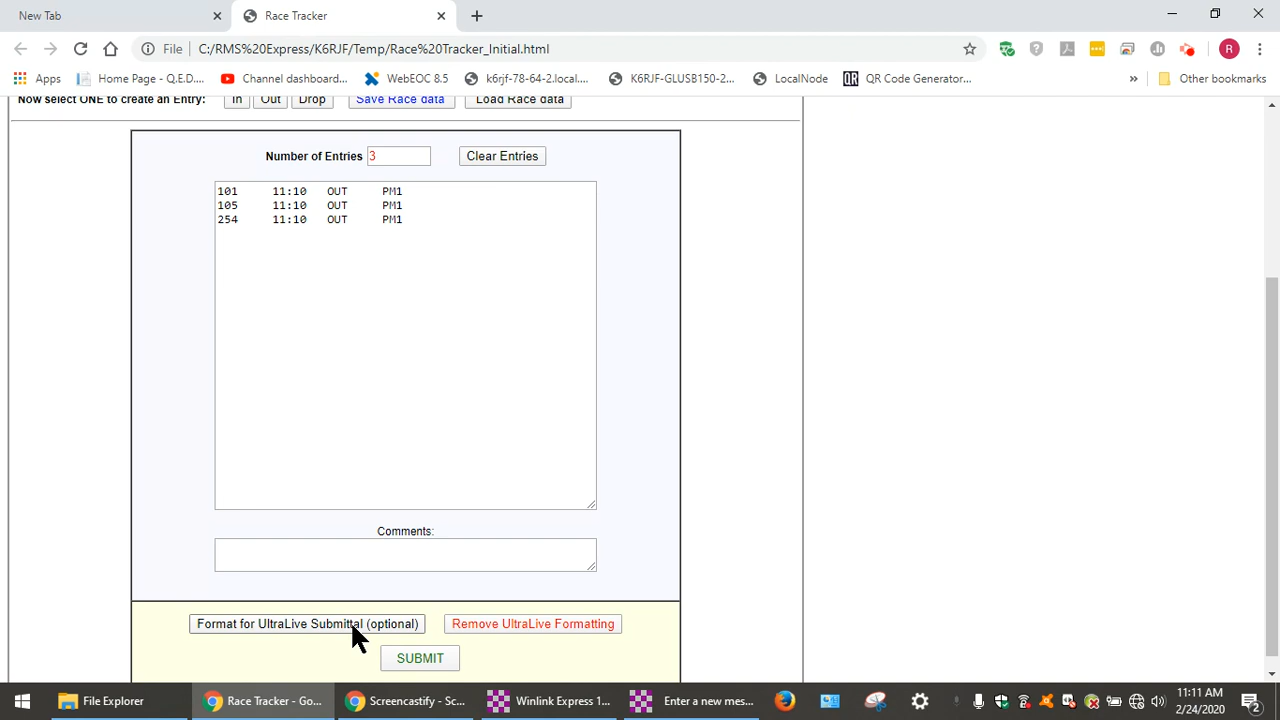 New Tab
Race Tracker
File C:/RMS%20Express/K6RJF/Temp/Race%20Tracker_Initial.html
R
Apps Home Page - Q.E.D.... Channel dashboard... WebEOC 8.5 k6rjf-78-64-2.local.... K6RJF-GLUSB150-2... LocalNode QR QR Code Generator... » Other bookmarks
Now select ONE to create an Entry: In Out Drop Save Race data Load Race data
Number of Entries 3 Clear Entries
101 11:10 OUT PM1
105 11:10 OUT PM1
254 11:10 OUT PM1
Comments:
Format for UltraLive Submittal (optional) Remove UltraLive Formatting
SUBMIT
File Explorer Race Tracker - Go... Screencastify - Sc... Winlink Express 1... Enter a new mes...
11:11 AM
2/24/2020
2